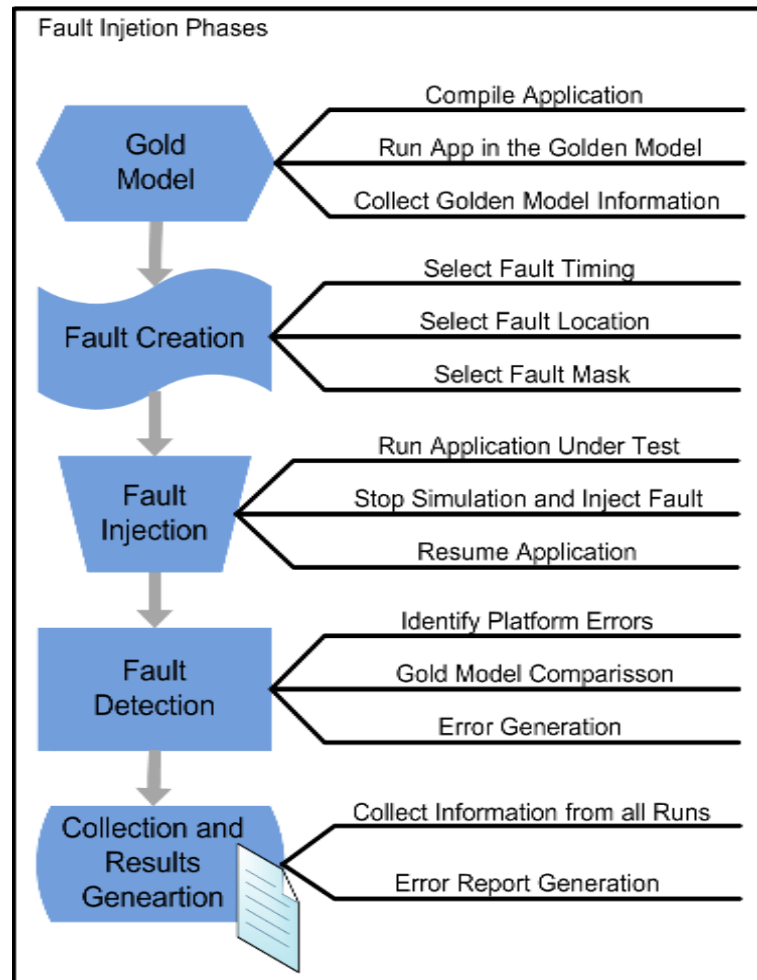 Fault Injetion Phases
Gold
Model
Compile Application
Run App in the Golden Model
Collect Golden Model Information
Fault Creation
Select Fault Timing
Select Fault Location
Select Fault Mask
Fault
Injection
Run Application Under Test
Stop Simulation and Inject Fault
Resume Application
Fault
Detection
Identify Platform Errors
Gold Model Comparisson
Error Generation
Collection and
Results
Geneartion
Collect Information from all Runs
Error Report Generation